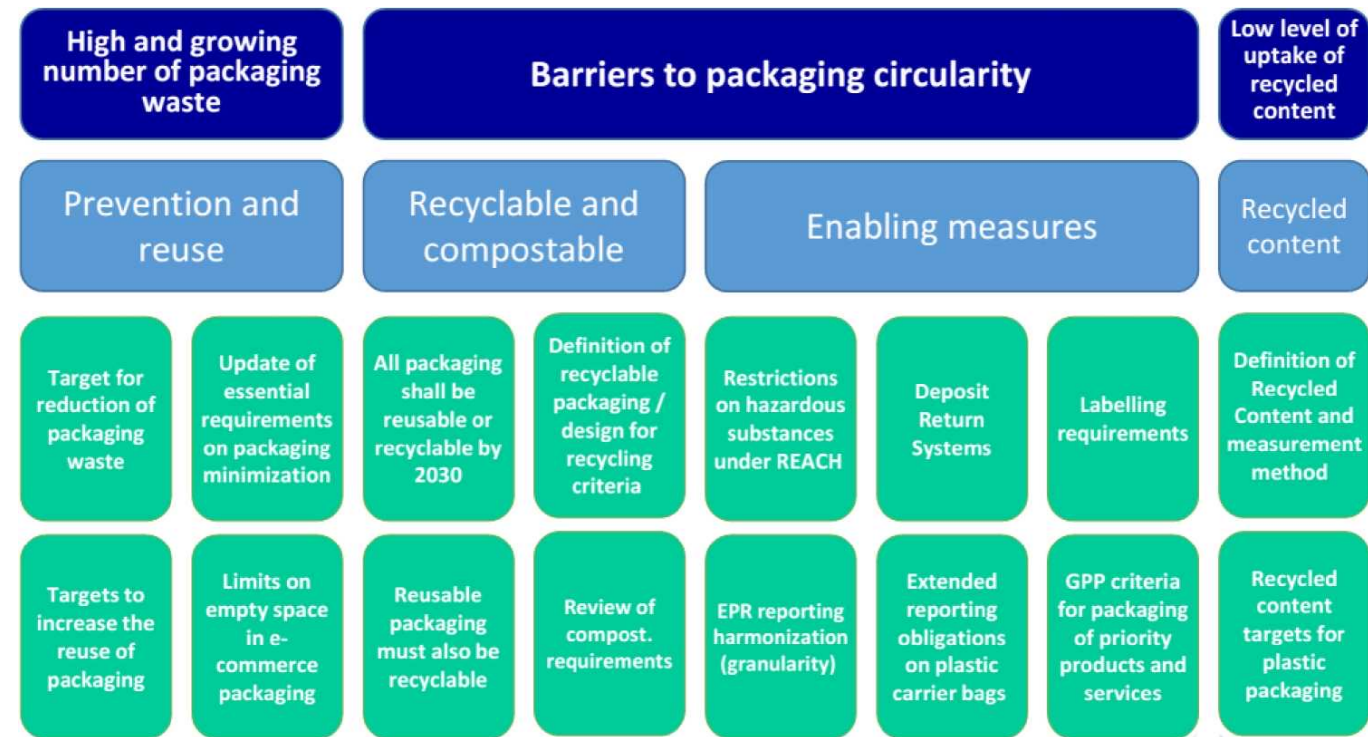 High and growing
number of packaging
waste
Barriers to packaging circularity
Low level of
uptake of
recycled
content
Prevention and
reuse
Recyclable and
compostable
Enabling measures
Recycled
content
Target for
reduction of
packaging
waste
Update of
essential
requirements
on packaging
minimization
All packaging
shall be
reusable or
recyclable by
2030
Definition of
recyclable
packaging /
design for
recycling
criteria
Restrictions
on hazardous
substances
under REACH
Deposit
Return
Systems
Labelling
requirements
Definition of
Recycled
Content and
measurement
method
Targets to
increase the
reuse of
packaging
Limits on
empty space
in e-
commerce
packaging
Reusable
packaging
must also be
recyclable
Review of
compost.
requirements
EPR reporting
harmonization
(granularity)
Extended
reporting
obligations
on plastic
carrier bags
GPP criteria
for packaging
of priority
products and
services
Recycled
content
targets for
plastic
packaging